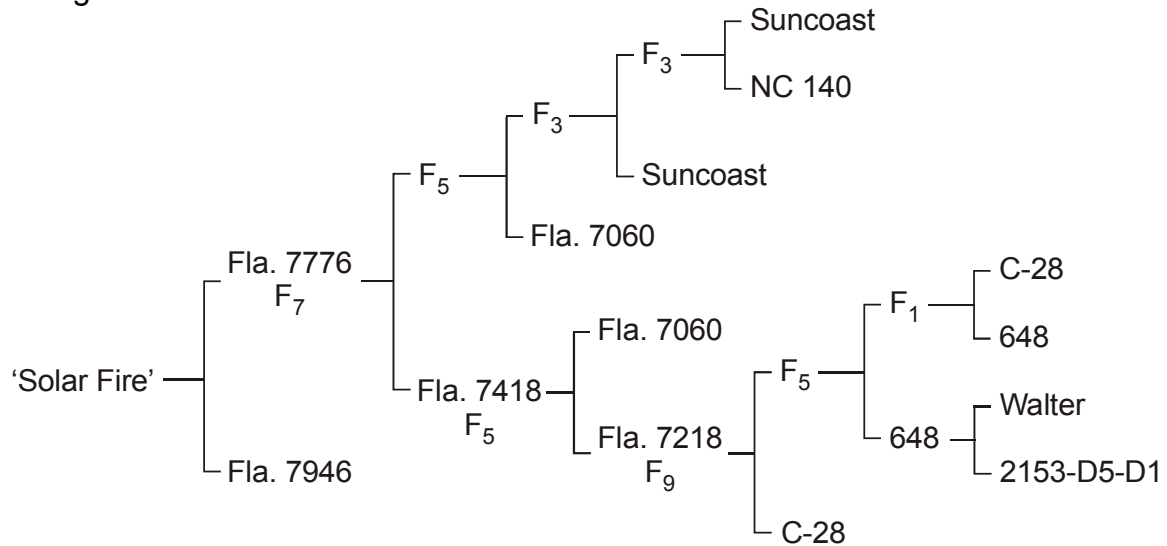 Suncoast
F3
NC 140
F3
Suncoast
F5
Fla. 7060
Fla. 7776
F7
C-28
F1
648
Fla. 7060
'Solar Fire'
F5
Fla. 7418
F5
Walter
648
Fla. 7218
F9
2153-D5-D1
Fla. 7946
C-28